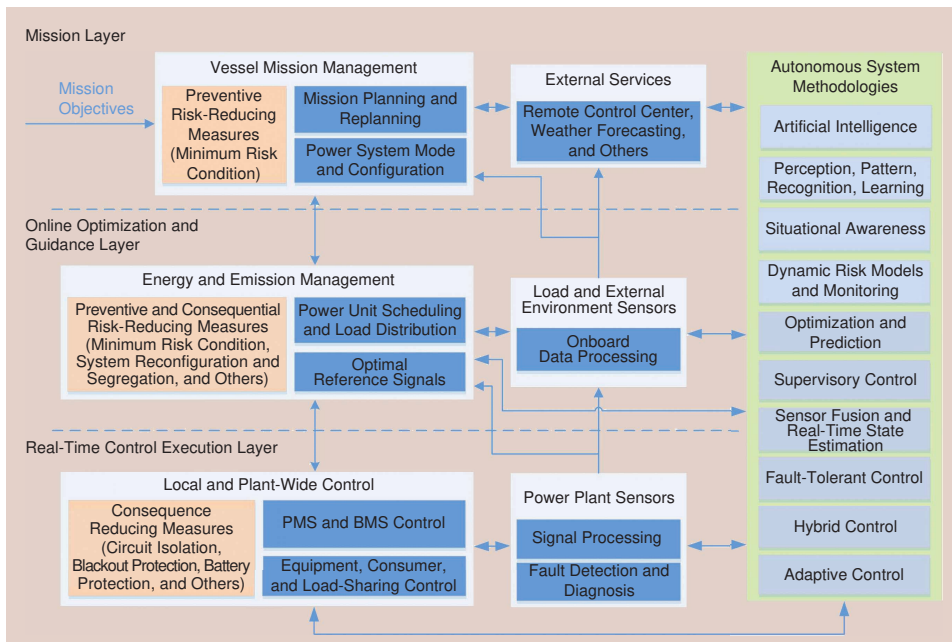 Mission Layer
Mission
Objectives
Vessel Mission Management
Preventive
Risk-Reducing
Measures
(Minimum Risk
Condition)
Mission Planning and
Replanning
Power System Mode
and Configuration
External Services
Remote Control Center,
Weather Forecasting,
and Others
Online Optimization and
Guidance Layer
Energy and Emission Management
Preventive and Consequential
Risk-Reducing Measures
(Minimum Risk Condition,
System Reconfiguration and
Segregation, and Others)
Power Unit Scheduling
and Load Distribution
Optimal
Reference Signals
Load and External
Environment Sensors
Onboard
Data Processing
Real-Time Control Execution Layer
Local and Plant-Wide Control
Consequence
Reducing Measures
(Circuit Isolation,
Blackout Protection, Battery
Protection, and Others)
PMS and BMS Control
Equipment, Consumer,
and Load-Sharing Control
Power Plant Sensors
Signal Processing
Fault Detection and
Diagnosis
Autonomous System
Methodologies
Artificial Intelligence
Perception, Pattern,
Recognition, Learning
Situational Awareness
Dynamic Risk Models
and Monitoring
Optimization and
Prediction
Supervisory Control
Sensor Fusion and
Real-Time State
Estimation
Fault-Tolerant Control
Hybrid Control
Adaptive Control